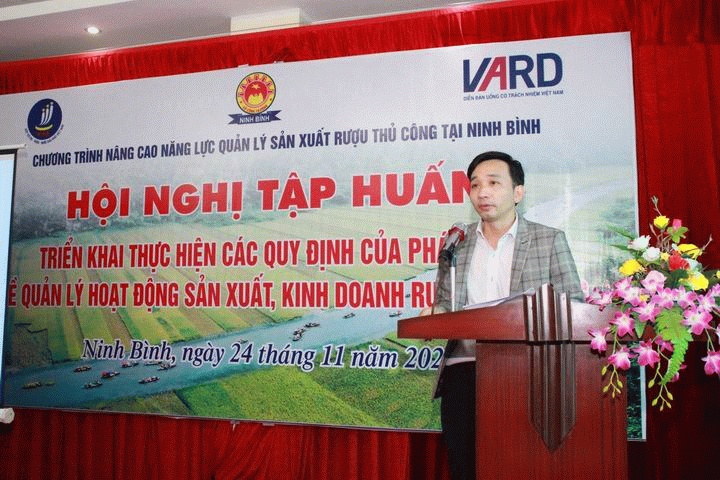 VARD
DIỄN ĐÀN UỐNG CÓ TRÁCH NHIỆM VIỆT NAM
NINH BÌNH
CHƯƠNG TRÌNH NÂNG CAO NĂNG LỰC QUẢN LÝ SẢN XUẤT RƯỢU THỦ CÔNG TẠI NINH BÌNH
HỘI NGHỊ TẬP HUẤN
TRIỂN KHAI THỰC HIỆN CÁC QUY ĐỊNH CỦA PHÁ
Ề QUẢN LÝ HOẠT ĐỘNG SẢN XUẤT, KINH DOANH RƯ
Ninh Bình, ngày 24 tháng 11 năm 202